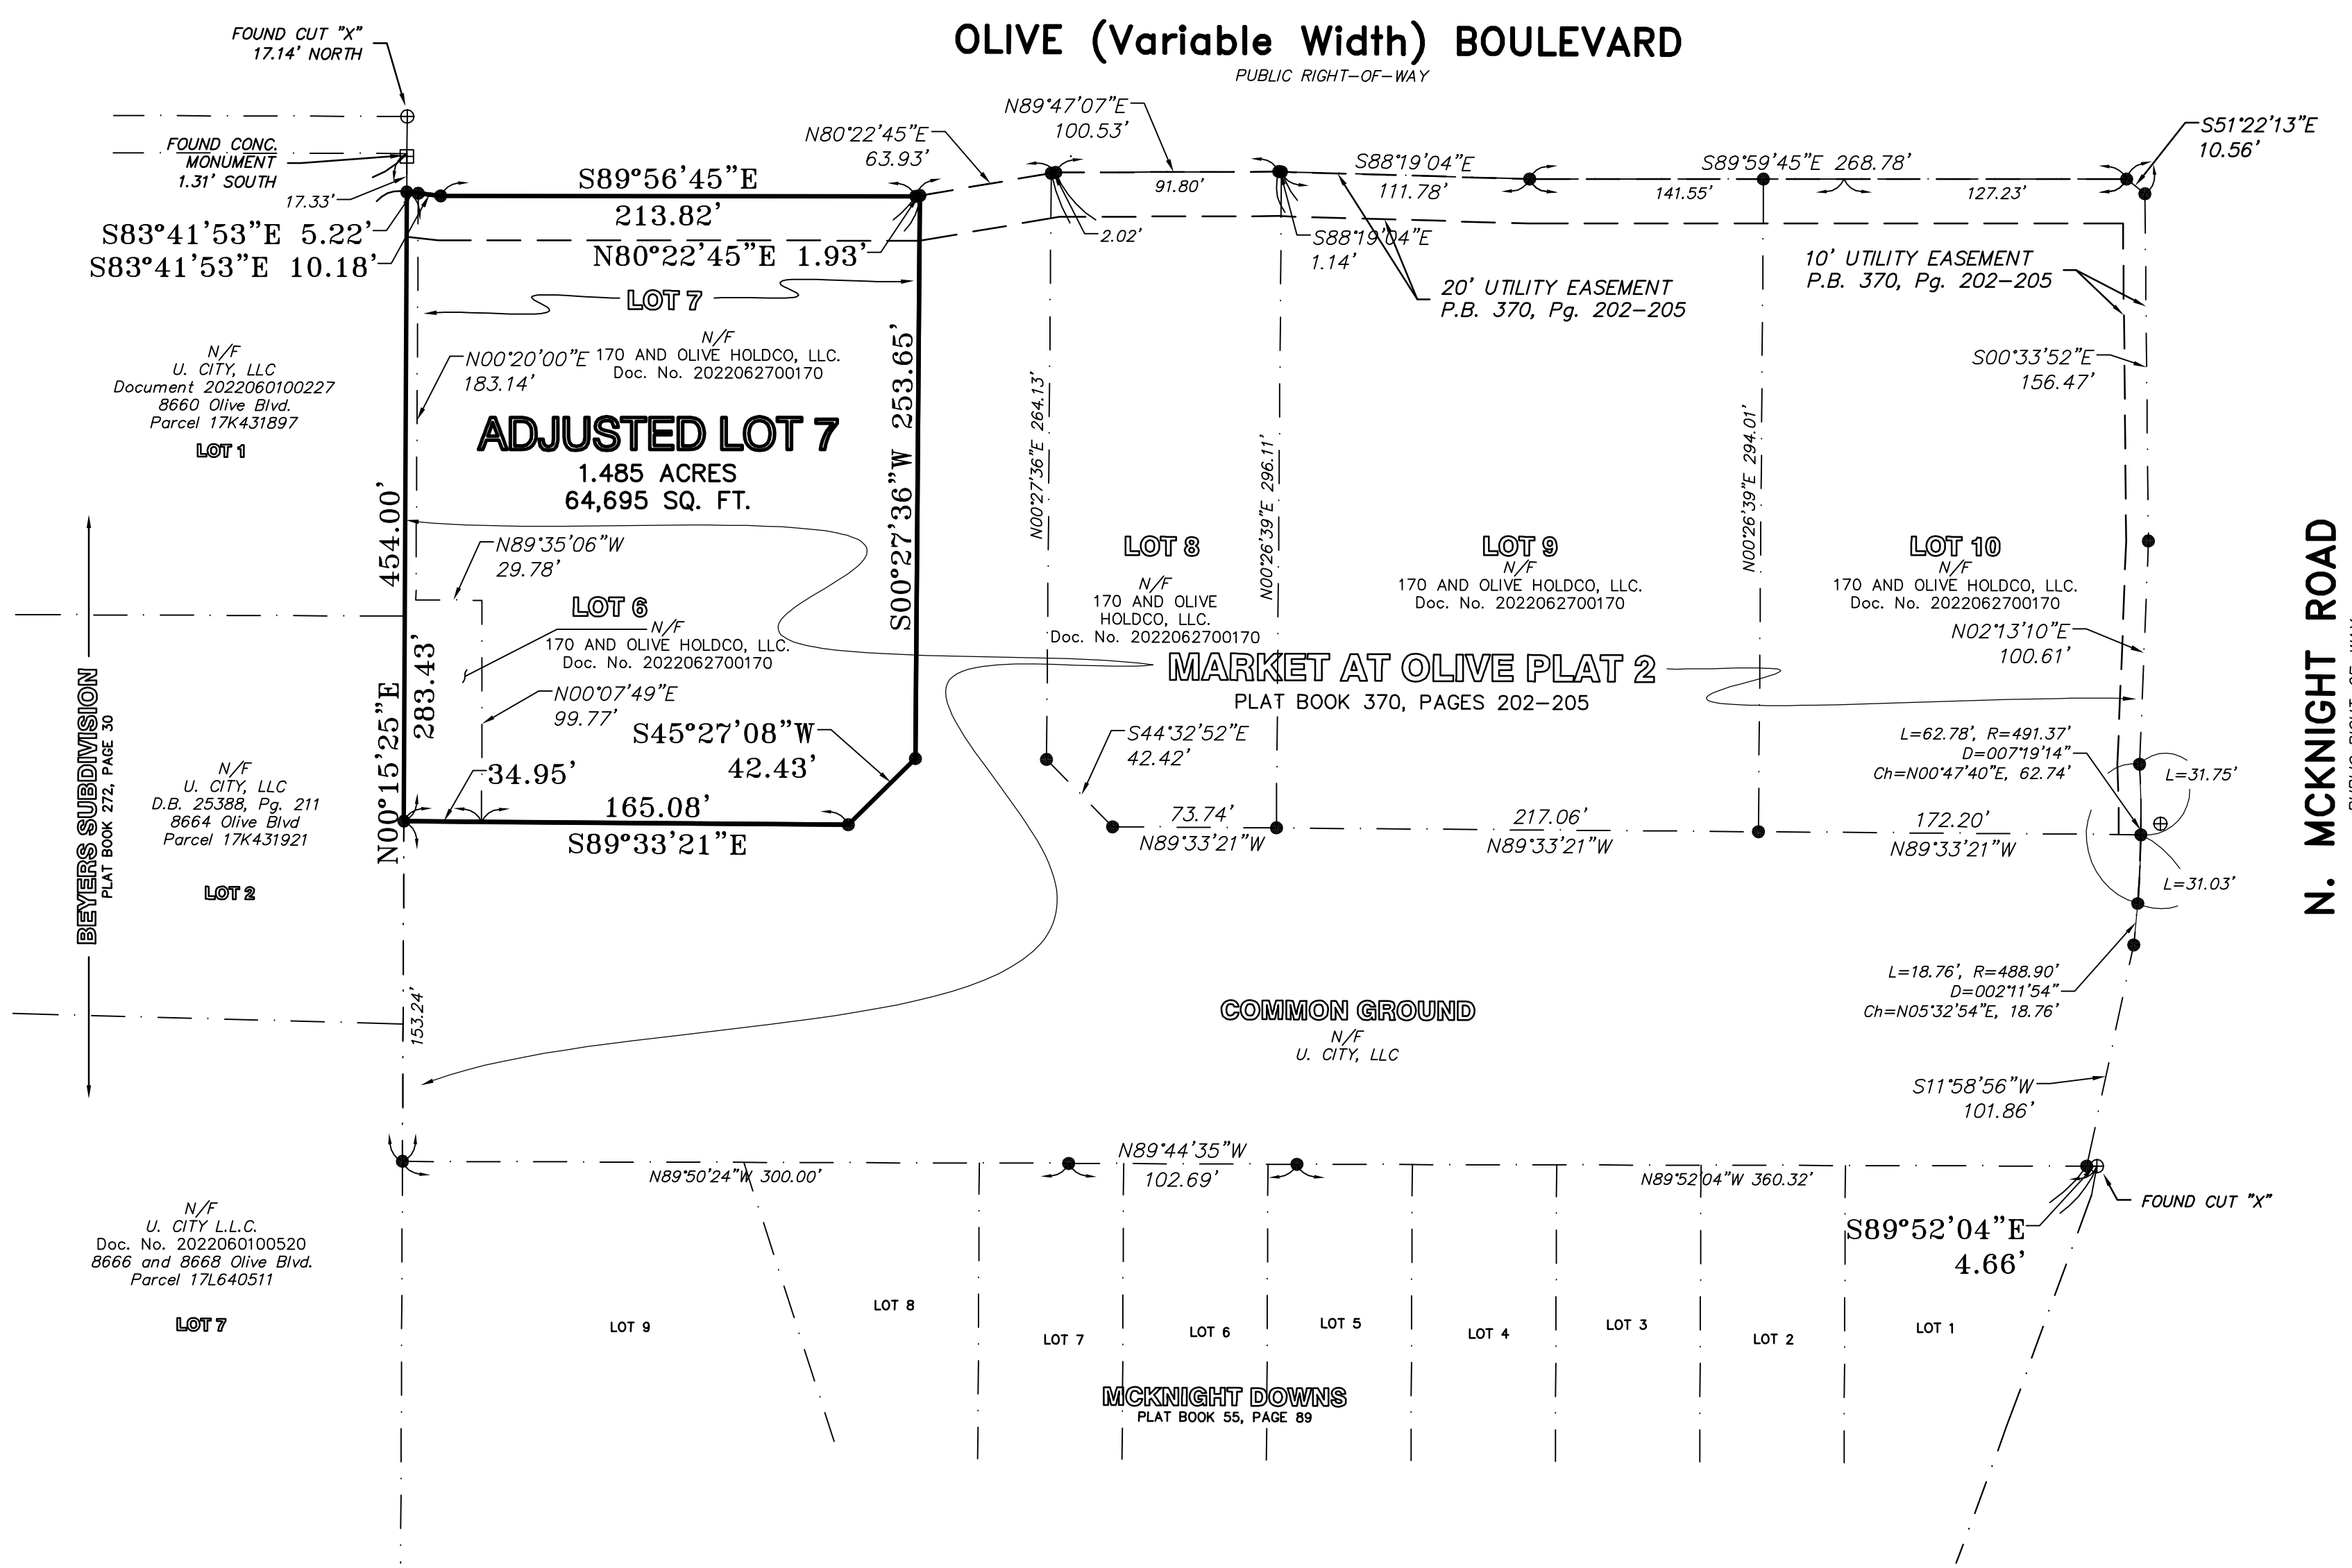 OLIVE (Variable Width) BOULEVARD
PUBLIC RIGHT-OF-WAY
FOUND CUT "X"
17.14' NORTH
FOUND CONC.
MONUMENT
1.31' SOUTH
17.33'
S83°41'53"E 5.22'
S83°41'53"E 10.18'
S89°56'45"E
213.82'
N80°22'45"E 1.93'
N80°22'45"E
63.93'
N89°47'07"E
100.53'
91.80'
2.02'
S88°19'04"E
111.78'
S88°19'04"E
1.14'
S89°59'45"E 268.78'
141.55'
127.23'
S51°22'13"E
10.56'
20' UTILITY EASEMENT
P.B. 370, Pg. 202-205
10' UTILITY EASEMENT
P.B. 370, Pg. 202-205
S00°33'52"E
156.47'
LOT 7
N/F
170 AND OLIVE HOLDCO, LLC.
Doc. No. 2022062700170
N00°20'00"E
183.14'
ADJUSTED LOT 7
1.485 ACRES
64,695 SQ. FT.
N/F
U. CITY, LLC
Document 2022060100227
8660 Olive Blvd.
Parcel 17K431897
LOT 1
454.00'
N00°15'25"E
283.43'
S00°27'36"W 253.65'
N00°27'36"E 264.13'
N00°26'39"E 296.11'
N00°26'39"E 294.01'
N89°35'06"W
29.78'
LOT 6
N/F
170 AND OLIVE HOLDCO, LLC.
Doc. No. 2022062700170
N00°07'49"E
99.77'
S45°27'08"W
42.43'
34.95'
165.08'
S89°33'21"E
LOT 8
N/F
170 AND OLIVE
HOLDCO, LLC.
Doc. No. 2022062700170
LOT 9
N/F
170 AND OLIVE HOLDCO, LLC.
Doc. No. 2022062700170
LOT 10
N/F
170 AND OLIVE HOLDCO, LLC.
Doc. No. 2022062700170
N02°13'10"E
100.61'
MARKET AT OLIVE PLAT 2
PLAT BOOK 370, PAGES 202-205
S44°32'52"E
42.42'
73.74'
N89°33'21"W
217.06'
N89°33'21"W
172.20'
N89°33'21"W
L=62.78', R=491.37'
D=007°19'14"
Ch=N00°47'40"E, 62.74'
L=31.75'
L=31.03'
L=18.76', R=488.90'
D=002°11'54"
Ch=N05°32'54"E, 18.76'
N. MCKNIGHT ROAD
BEYERS SUBDIVISION
PLAT BOOK 272, PAGE 30
N/F
U. CITY, LLC
D.B. 25388, Pg. 211
8664 Olive Blvd
Parcel 17K431921
LOT 2
153.24'
COMMON GROUND
N/F
U. CITY, LLC
S11°58'56"W
101.86'
N89°50'24"W 300.00'
N89°44'35"W
102.69'
N89°52'04"W 360.32'
FOUND CUT "X"
S89°52'04"E
4.66'
N/F
U. CITY L.L.C.
Doc. No. 2022060100520
8666 and 8668 Olive Blvd.
Parcel 17L640511
LOT 7
LOT 9
LOT 8
LOT 7
LOT 6
LOT 5
LOT 4
LOT 3
LOT 2
LOT 1
MCKNIGHT DOWNS
PLAT BOOK 55, PAGE 89